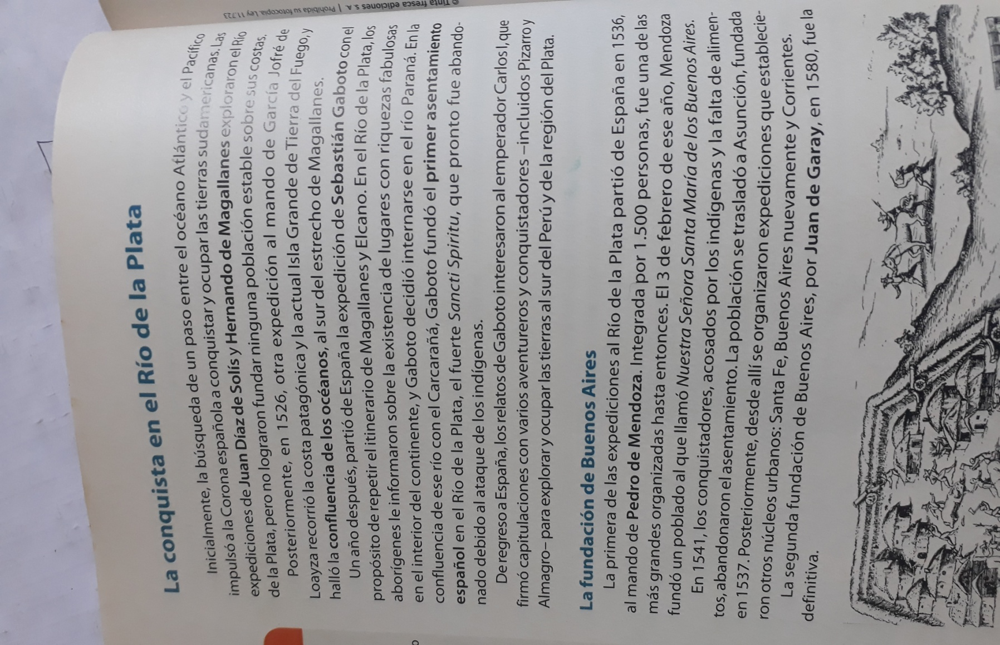 © Tinta fresca ediciones s. A. | Prohibida su fotocopia. Ley 11.723
La conquista en el Río de la Plata
Inicialmente, la búsqueda de un paso entre el océano Atlántico y el Pacífico
impulsó a la Corona española a conquistar y ocupar las tierras sudamericanas. Las
expediciones de Juan Díaz de Solís y Hernando de Magallanes exploraron el Río
de la Plata, pero no lograron fundar ninguna población estable sobre sus costas.
Posteriormente, en 1526, otra expedición al mando de García Jofré de
Loayza recorrió la costa patagónica y la actual Isla Grande de Tierra del Fuego, y
halló la confluencia de los océanos, al sur del estrecho de Magallanes.
Un año después, partió de España la expedición de Sebastián Gaboto con el
propósito de repetir el itinerario de Magallanes y Elcano. En el Río de la Plata, los
aborígenes le informaron sobre la existencia de lugares con riquezas fabulosas
en el interior del continente, y Gaboto decidió internarse en el río Paraná. En la
confluencia de ese río con el Carcarañá, Gaboto fundó el primer asentamiento
español en el Río de la Plata, el fuerte Sancti Spiritu, que pronto fue abando-
nado debido al ataque de los indígenas.
De regreso a España, los relatos de Gaboto interesaron al emperador Carlos I, que
firmó capitulaciones con varios aventureros y conquistadores –incluidos Pizarro y
Almagro– para explorar y ocupar las tierras al sur del Perú y de la región del Plata.
La fundación de Buenos Aires
La primera de las expediciones al Río de la Plata partió de España en 1536,
al mando de Pedro de Mendoza. Integrada por 1.500 personas, fue una de las
más grandes organizadas hasta entonces. El 3 de febrero de ese año, Mendoza
fundó un poblado al que llamó Nuestra Señora Santa María de los Buenos Aires.
En 1541, los conquistadores, acosados por los indígenas y la falta de alimen-
tos, abandonaron el asentamiento. La población se trasladó a Asunción, fundada
en 1537. Posteriormente, desde allí se organizaron expediciones que establecie-
ron otros núcleos urbanos: Santa Fe, Buenos Aires nuevamente y Corrientes.
La segunda fundación de Buenos Aires, por Juan de Garay, en 1580, fue la
definitiva.